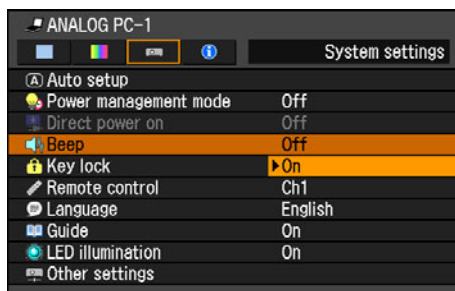 ANALOG PC-1
System settings
A Auto setup
Power management mode Off
Direct power on Off
Beep Off
Key lock On
Remote control Ch1
Language English
Guide On
LED illumination On
Other settings